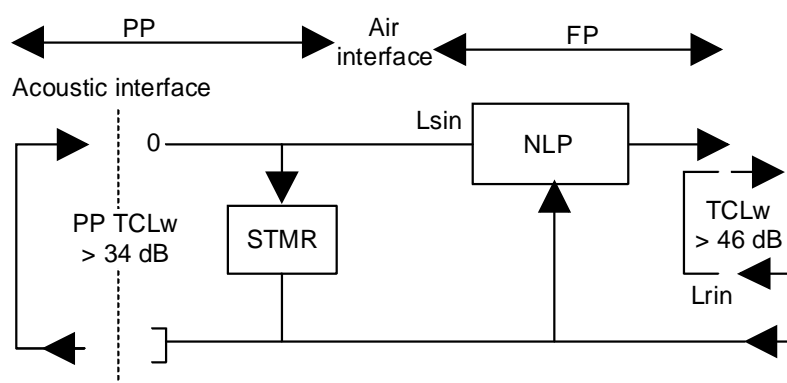 PP
Air
interface
FP
Acoustic interface
0
Lsin
NLP
PP TCLw
> 34 dB
STMR
TCLw
> 46 dB
Lrin